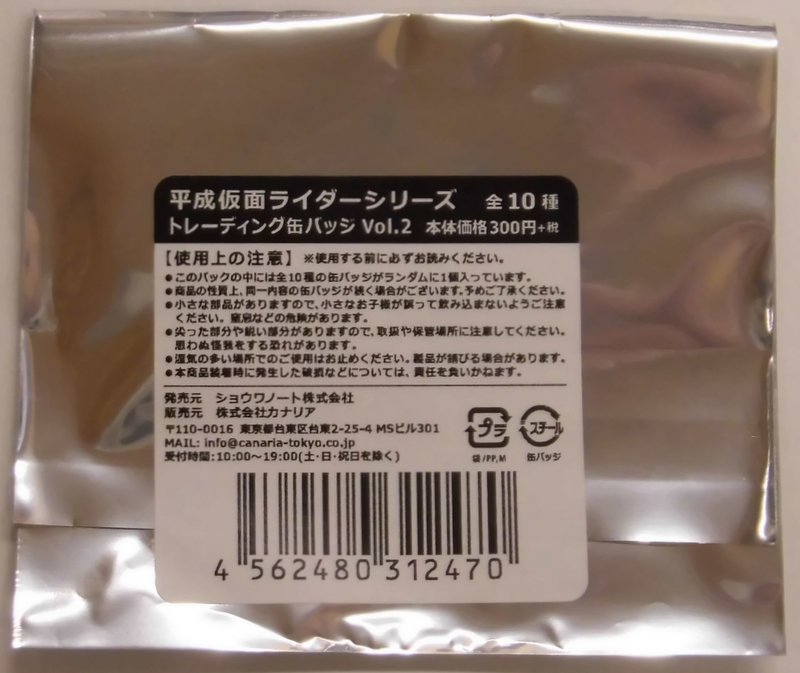 平成仮面ライダーシリーズ 全10種
トレーディング缶バッジ Vol.2 本体価格300円+税
【使用上の注意】※使用する前に必ずお読みください。
●このパックの中には全10種の缶バッジがランダムに1個入っています。
●商品の性質上、同一内容の缶バッジが続く場合がございます。予めご了承ください。
●小さな部品がありますので、小さなお子様が誤って飲み込まないようご注意
ください。窒息などの危険があります。
●尖った部分や鋭い部分がありますので、取扱や保管場所に注意してください。
思わぬ怪我をする恐れがあります。
●湿気の多い場所でのご使用はお止めください。製品が錆びる場合があります。
●本商品装着時に発生した破損などについては、責任を負いかねます。
発売元 ショウワノート株式会社
販売元 株式会社カナリア
〒110-0016 東京都台東区台東2-25-4 MSビル301
MAIL: info@canaria-tokyo.co.jp
受付時間:10:00〜19:00(土・日・祝日を除く)
プラ スチール
袋/PP,M 缶バッジ
4 562480 312470